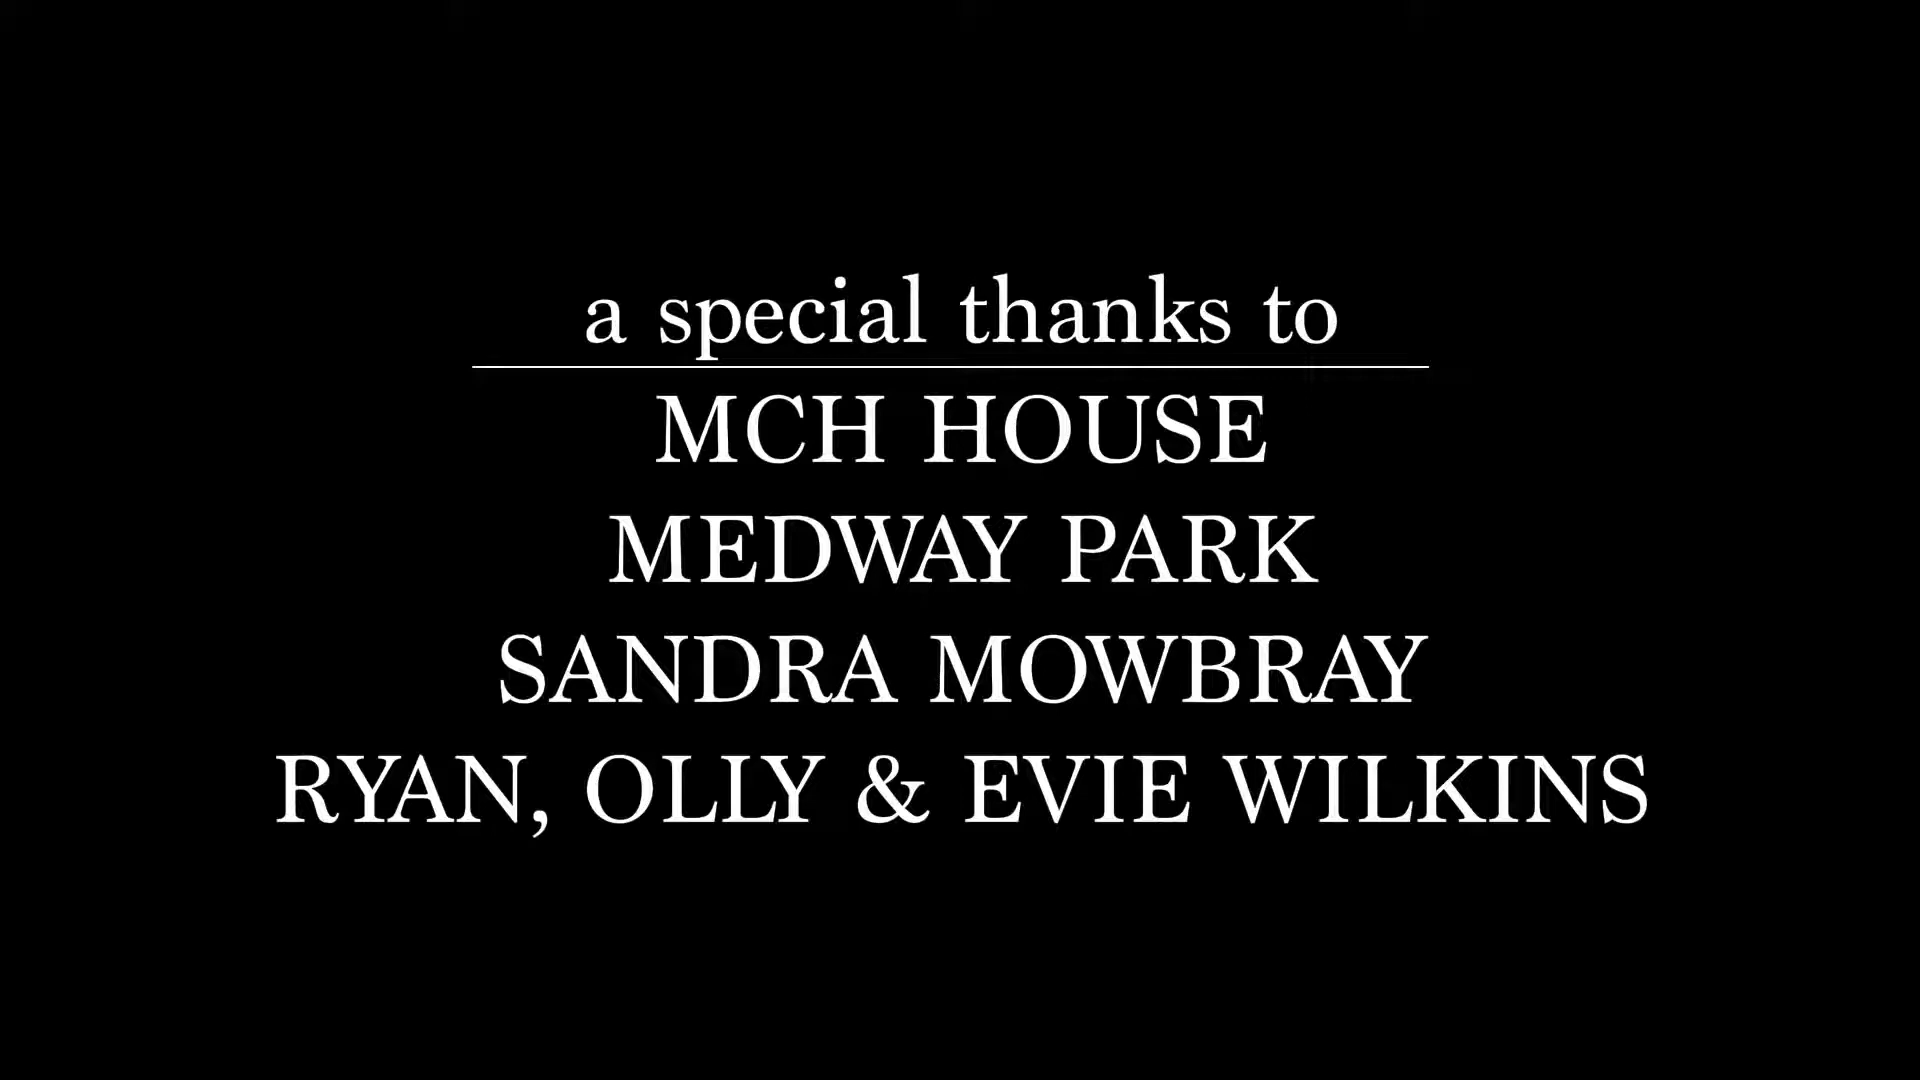 a special thanks to
MCH HOUSE
MEDWAY PARK
SANDRA MOWBRAY
RYAN, OLLY & EVIE WILKINS